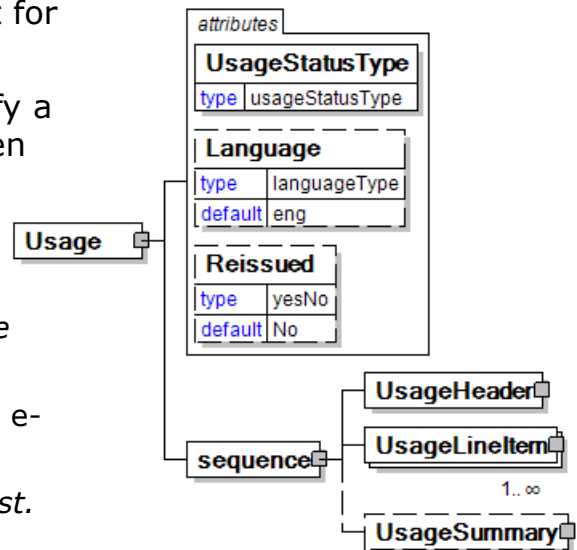 t for
fy a
en
e
e-
st.
attributes
UsageStatusType
type usageStatusType
Language
type languageType
default eng
Usage
Reissued
type yesNo
default No
UsageHeader
sequence
UsageLineItem
1.. ∞
UsageSummary